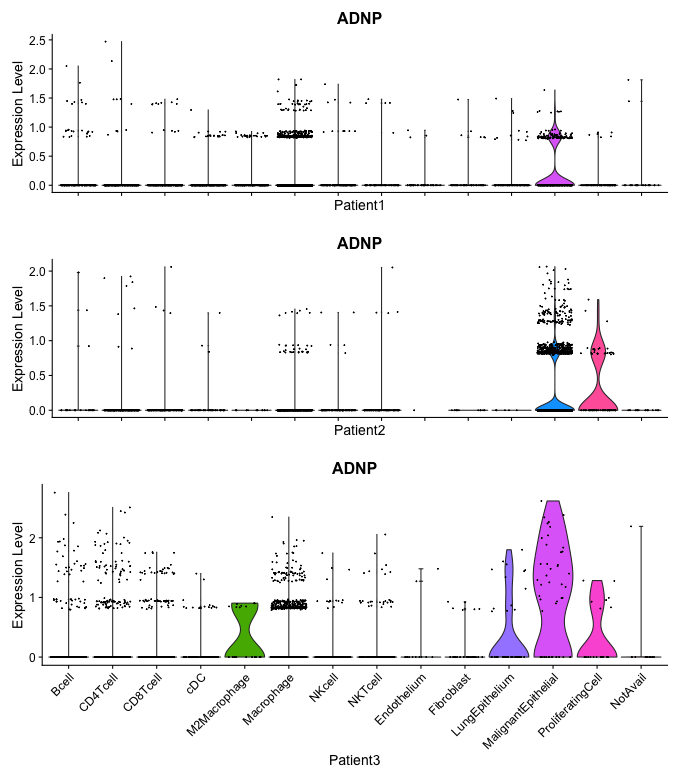 ADNP
Expression Level
2.5
2.0
1.5
1.0
0.5
0.0
Patient1
ADNP
Expression Level
2.0
1.5
1.0
0.5
0.0
Patient2
ADNP
Expression Level
2
1
0
Bcell
CD4Tcell
CD8Tcell
cDC
M2Macrophage
Macrophage
NKcell
NKTcell
Endothelium
Fibroblast
LungEpithelium
MalignantEpithelial
ProliferatingCell
NotAvail
Patient3